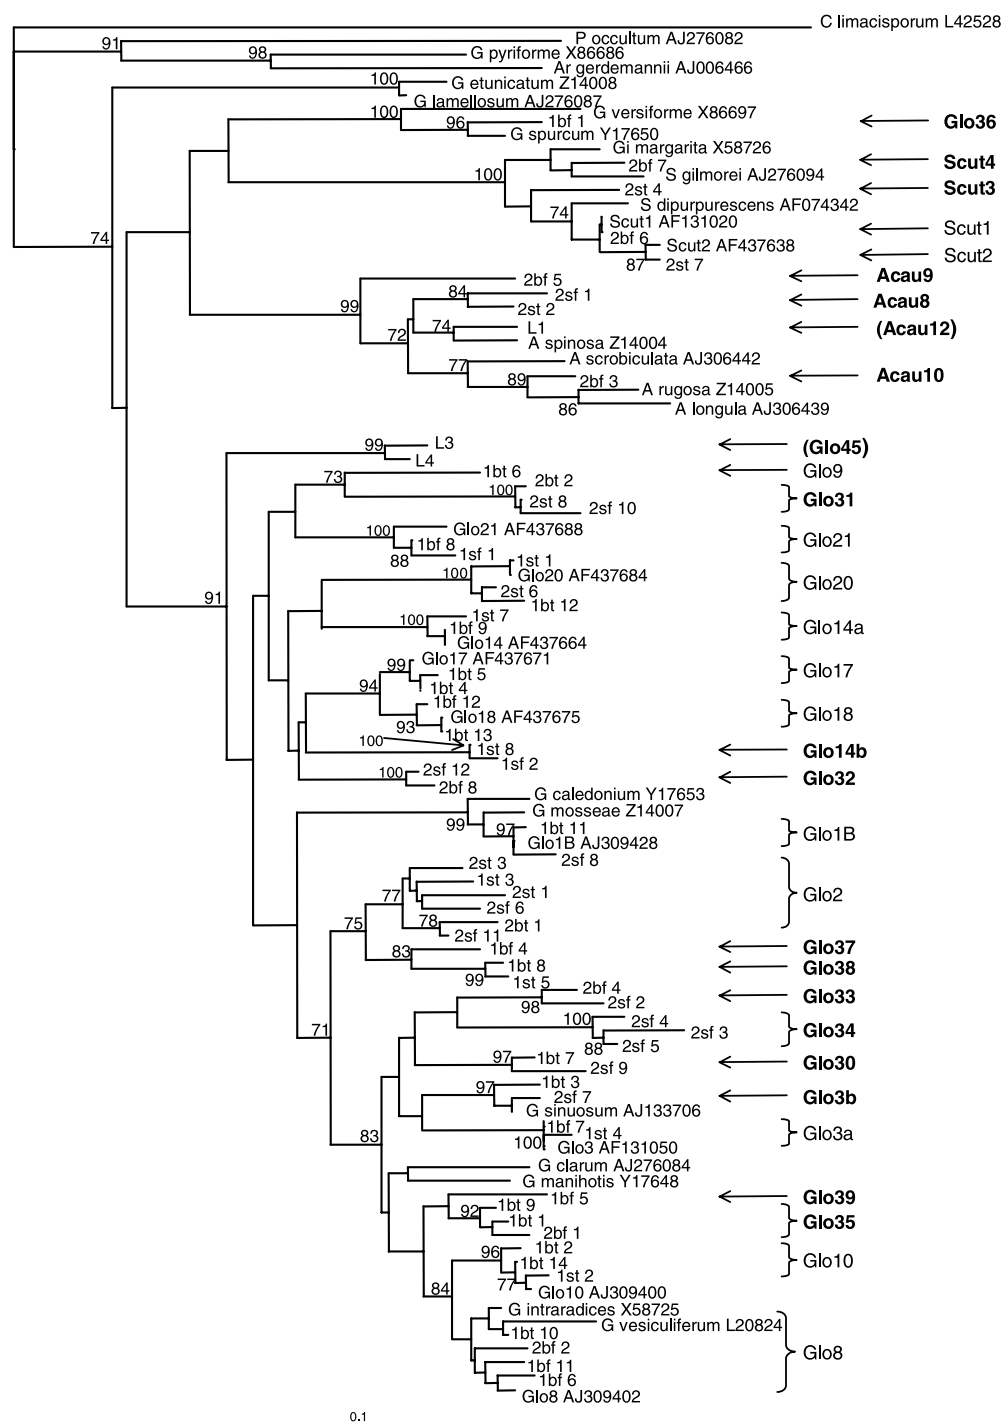 C limacisporum L42528
91
P occultum AJ276082
98
G pyriforme X86686
Ar gerdemannii AJ006466
100
G etunicatum Z14008
G lamellosum AJ276087
100
G versiforme X86697
96
1bf 1
Glo36
G spurcum Y17650
Gi margarita X58726
2bf 7
Scut4
100
S gilmorei AJ276094
2st 4
Scut3
74
S dipurpurescens AF074342
Scut1 AF131020
Scut1
2bf 6
74
Scut2 AF437638
Scut2
87
2st 7
2bf 5
Acau9
99
84
2sf 1
Acau8
2st 2
72
74
L1
(Acau12)
A spinosa Z14004
A scrobiculata AJ306442
77
89
2bf 3
Acau10
A rugosa Z14005
86
A longula AJ306439
99
L3
(Glo45)
L4
73
1bt 6
Glo9
2bt 2
100
2st 8
Glo31
2sf 10
Glo21 AF437688
100
1bf 8
Glo21
88
1sf 1
1st 1
100
Glo20 AF437684
Glo20
2st 6
91
1bt 12
1st 7
100
1bf 9
Glo14a
Glo14 AF437664
99
Glo17 AF437671
1bt 5
Glo17
94
1bt 4
1bf 12
Glo18 AF437675
Glo18
93
1bt 13
100
1st 8
Glo14b
1sf 2
100
2sf 12
Glo32
2bf 8
G caledonium Y17653
99
G mosseae Z14007
97
1bt 11
Glo1B
Glo1B AJ309428
2sf 8
2st 3
1st 3
77
2st 1
Glo2
2sf 6
75
78
2bt 1
2sf 11
83
1bf 4
Glo37
1bt 8
Glo38
99
1st 5
2bf 4
Glo33
98
2sf 2
71
100
2sf 4
2sf 3
Glo34
88
2sf 5
97
1bt 7
Glo30
2sf 9
97
1bt 3
2sf 7
Glo3b
G sinuosum AJ133706
1bf 7
83
100
1st 4
Glo3a
Glo3 AF131050
G clarum AJ276084
G manihotis Y17648
1bf 5
Glo39
92
1bt 9
1bt 1
Glo35
2bf 1
96
1bt 2
1bt 14
Glo10
84
77
1st 2
Glo10 AJ309400
G intraradices X58725
G vesiculiferum L20824
1bt 10
2bf 2
Glo8
1bf 11
1bf 6
Glo8 AJ309402
0.1